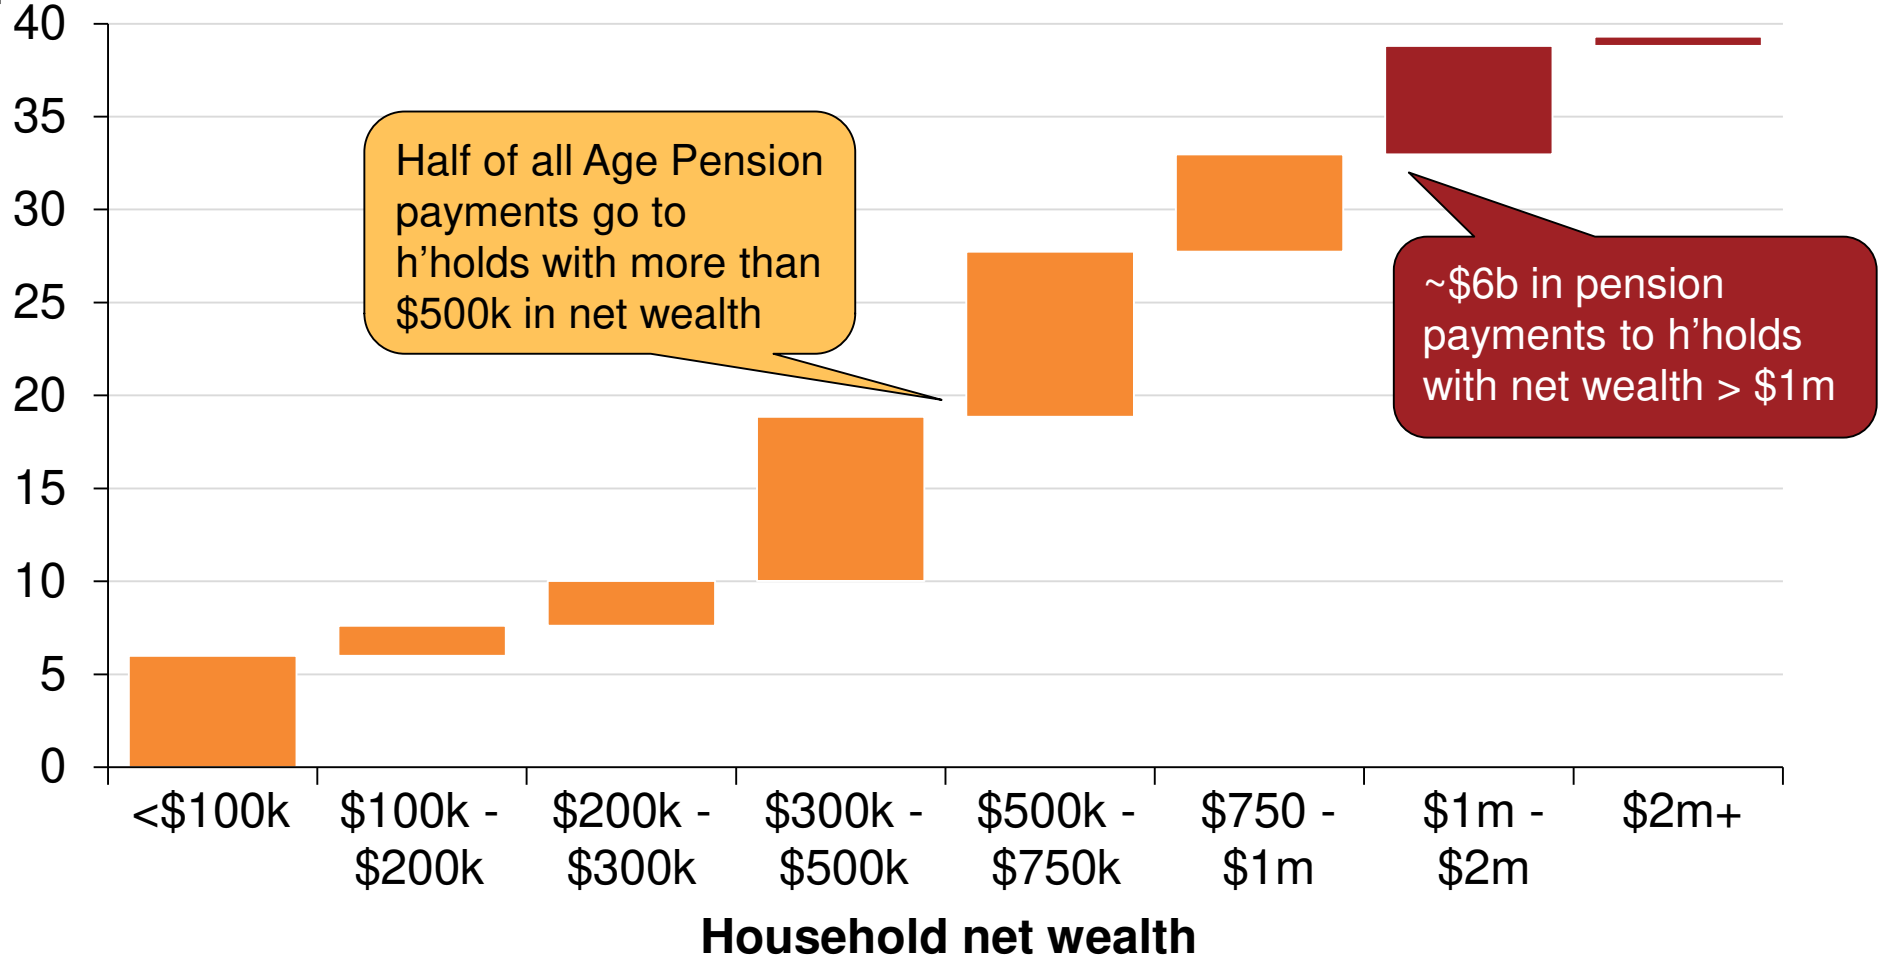 40
35
30
25
20
15
10
5
0
Half of all Age Pension
payments go to
h’holds with more than
$500k in net wealth
~$6b in pension
payments to h’holds
with net wealth > $1m
<$100k
$100k -
$200k
$200k -
$300k
$300k -
$500k
$500k -
$750k
$750 -
$1m
$1m -
$2m
$2m+
Household net wealth